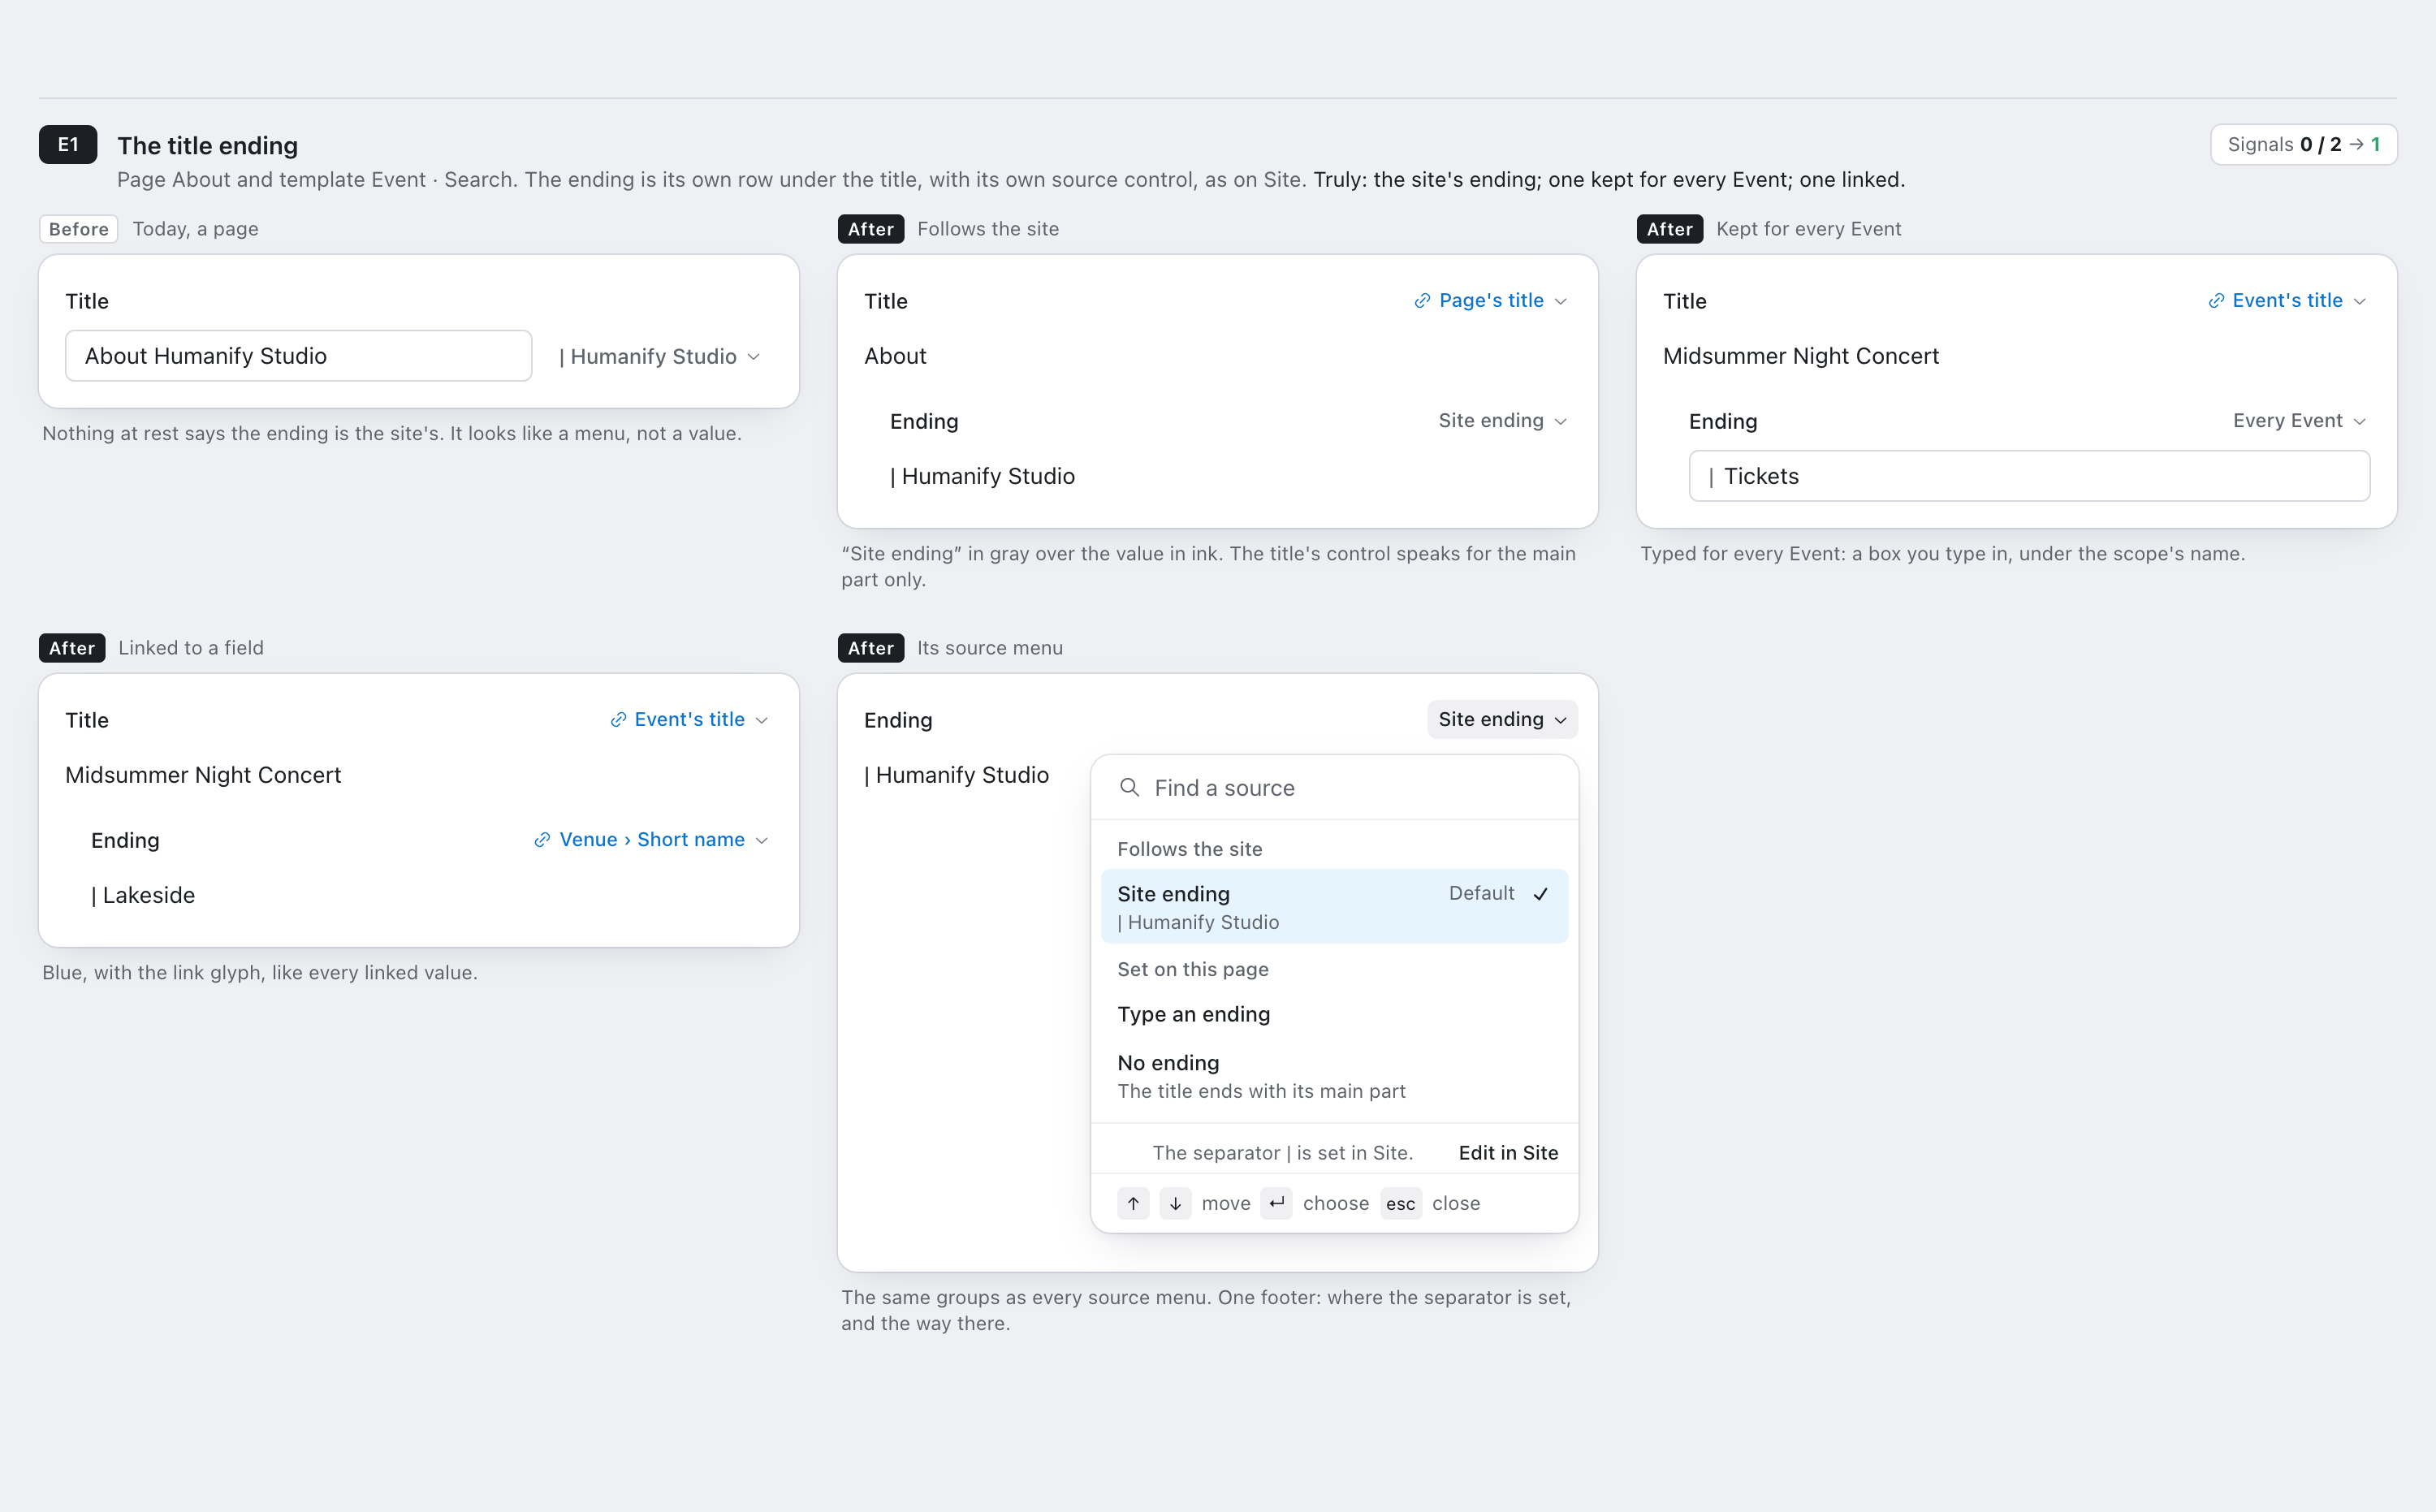 E1
The title ending
Signals 0 / 2 → 1
Page About and template Event · Search. The ending is its own row under the title, with its own source control, as on Site. Truly: the site's ending; one kept for every Event; one linked.
Before Today, a page
Title
About Humanify Studio
| Humanify Studio
Nothing at rest says the ending is the site's. It looks like a menu, not a value.
After Follows the site
Title
Page's title
About
Ending
Site ending
| Humanify Studio
“Site ending” in gray over the value in ink. The title's control speaks for the main
part only.
After Kept for every Event
Title
Event's title
Midsummer Night Concert
Ending
Every Event
| Tickets
Typed for every Event: a box you type in, under the scope's name.
After Linked to a field
Title
Event's title
Midsummer Night Concert
Ending
Venue › Short name
| Lakeside
Blue, with the link glyph, like every linked value.
After Its source menu
Ending
Site ending
| Humanify Studio
Find a source
Follows the site
Site ending
Default
| Humanify Studio
Set on this page
Type an ending
No ending
The title ends with its main part
The separator | is set in Site.
Edit in Site
↑ ↓ move ↵ choose esc close
The same groups as every source menu. One footer: where the separator is set,
and the way there.